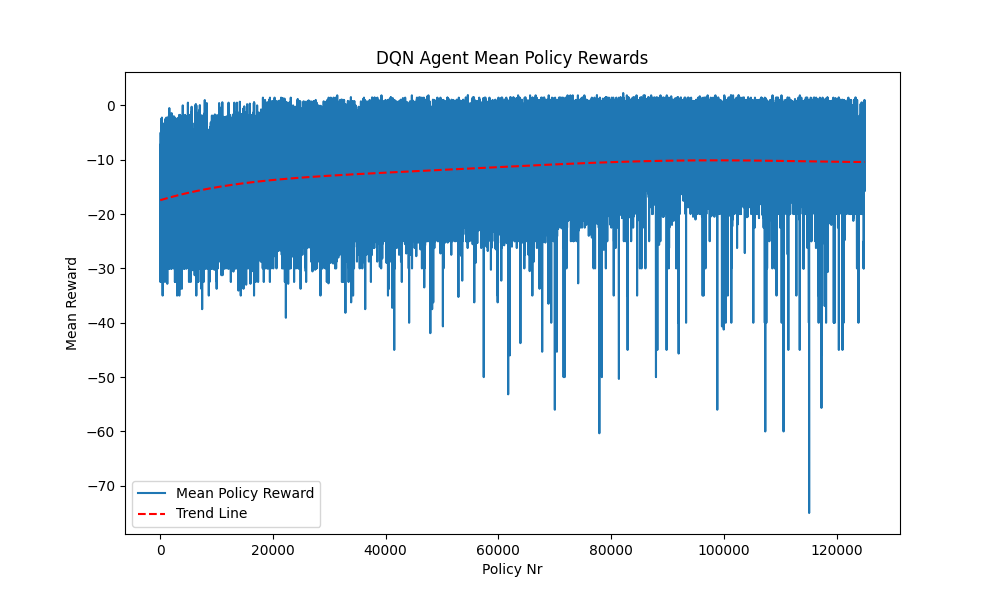 DQN Agent Mean Policy Rewards
Mean Reward
0
−10
−20
−30
−40
−50
−60
−70
Mean Policy Reward
Trend Line
0 20000 40000 60000 80000 100000 120000
Policy Nr